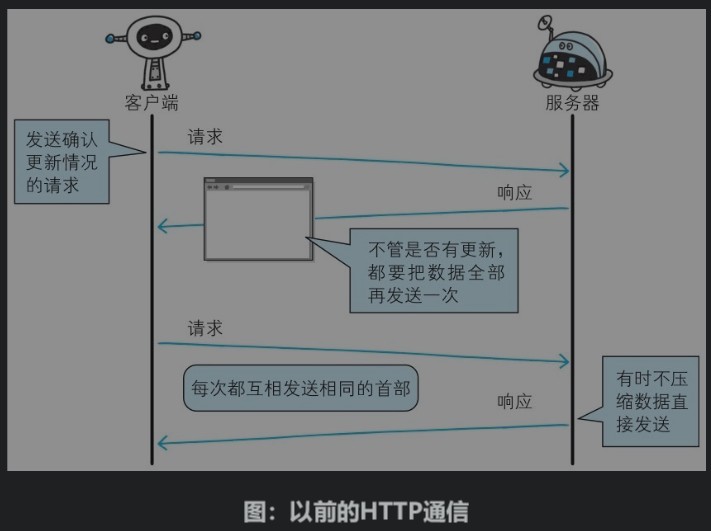 客户端
服务器
发送确认
更新情况
的请求
请求
响应
不管是否有更新，
都要把数据全部
再发送一次
请求
每次都互相发送相同的首部
响应
有时不压
缩数据直
接发送
图：以前的HTTP通信